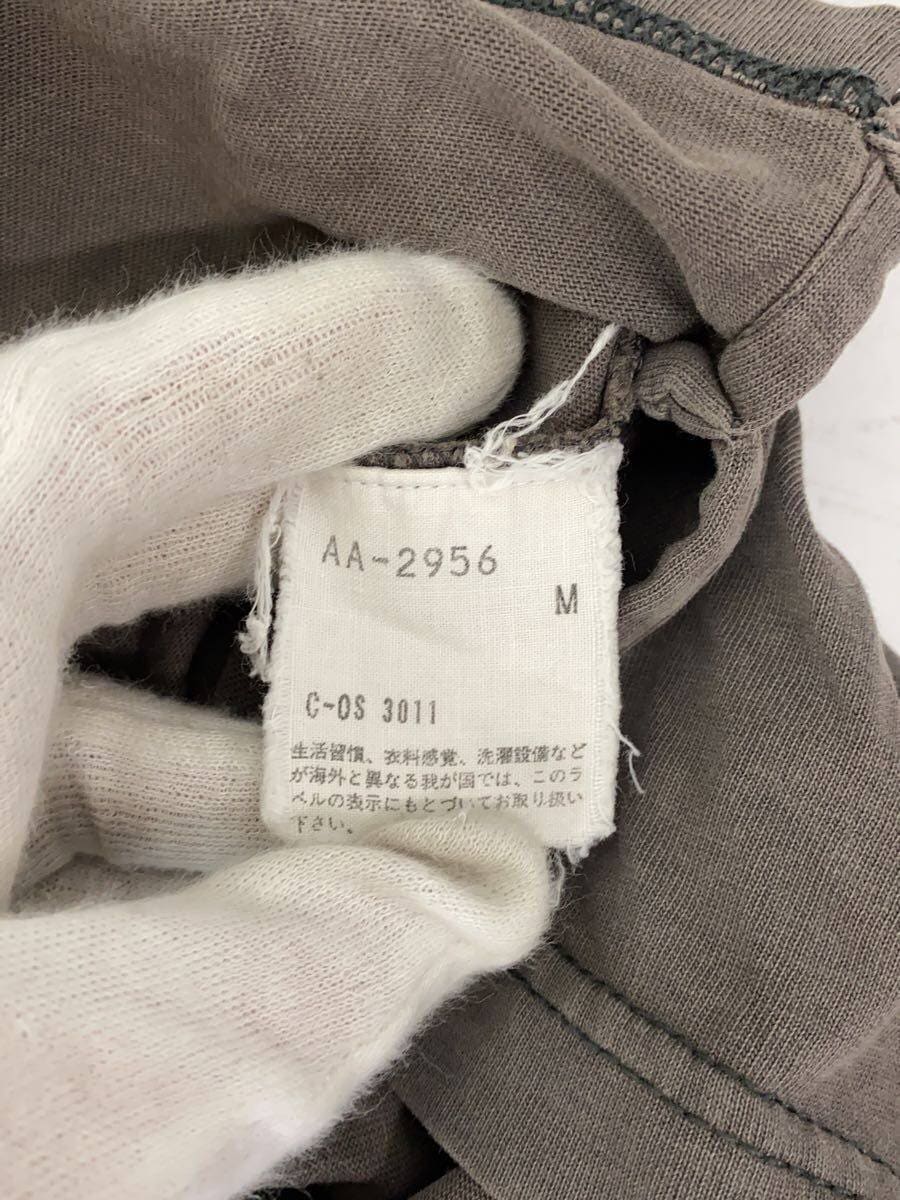 AA-2956
M
C-OS 3011
生活習慣、衣料感覚、洗濯設備など
が海外と異なる我が国では、このラ
ベルの表示にもとづいてお取り扱い
下さい。